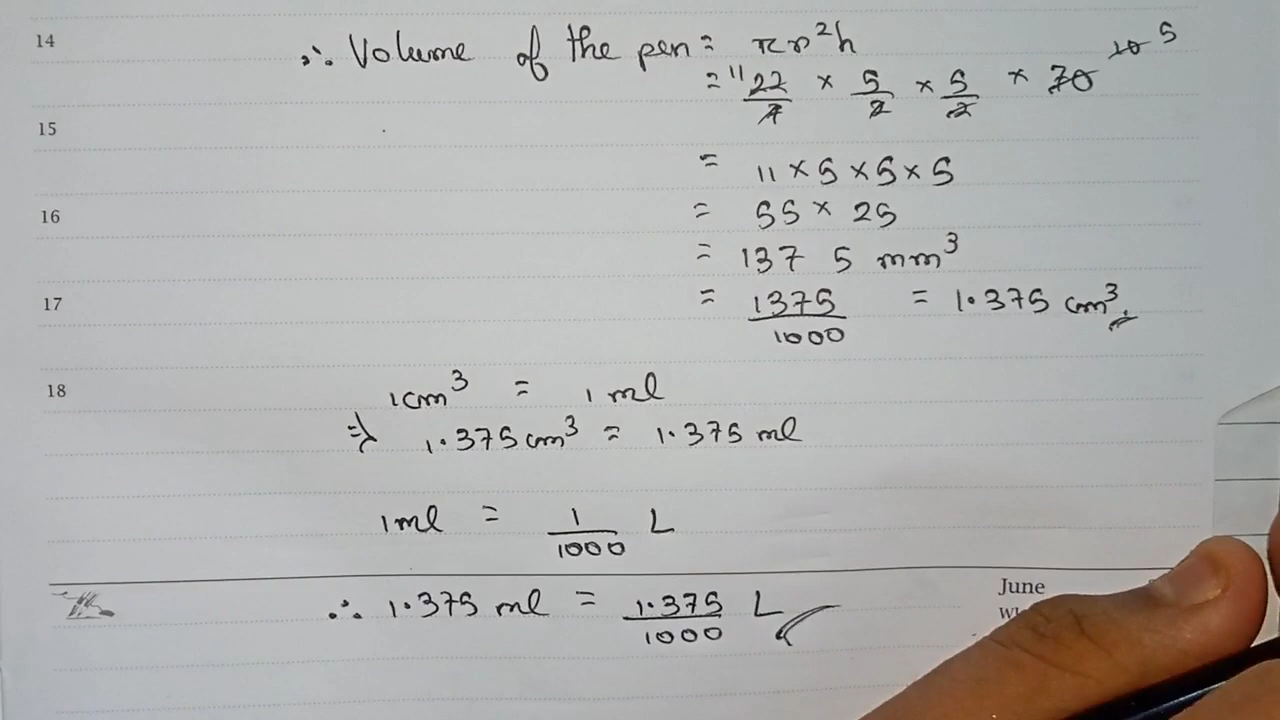 14
∴ Volume of the pen = πr²h
= 11 22/7 × 5/2 × 5/2 × 70 10 5
15
= 11 × 5 × 5 × 5
16
= 55 × 25
= 137 5 mm³
17
= 1375/1000 = 1.375 cm³.
18
1cm³ = 1 ml
⇒ 1.375 cm³ = 1.375 ml
1ml = 1/1000 L
June
∴ 1.375 ml = 1.375/1000 L